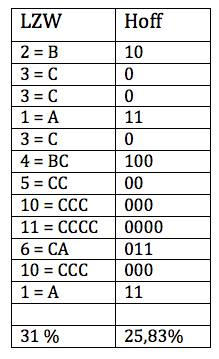 LZW Hoff
2 = B 10
3 = C 0
3 = C 0
1 = A 11
3 = C 0
4 = BC 100
5 = CC 00
10 = CCC 000
11 = CCCC 0000
6 = CA 011
10 = CCC 000
1 = A 11
31 % 25,83%